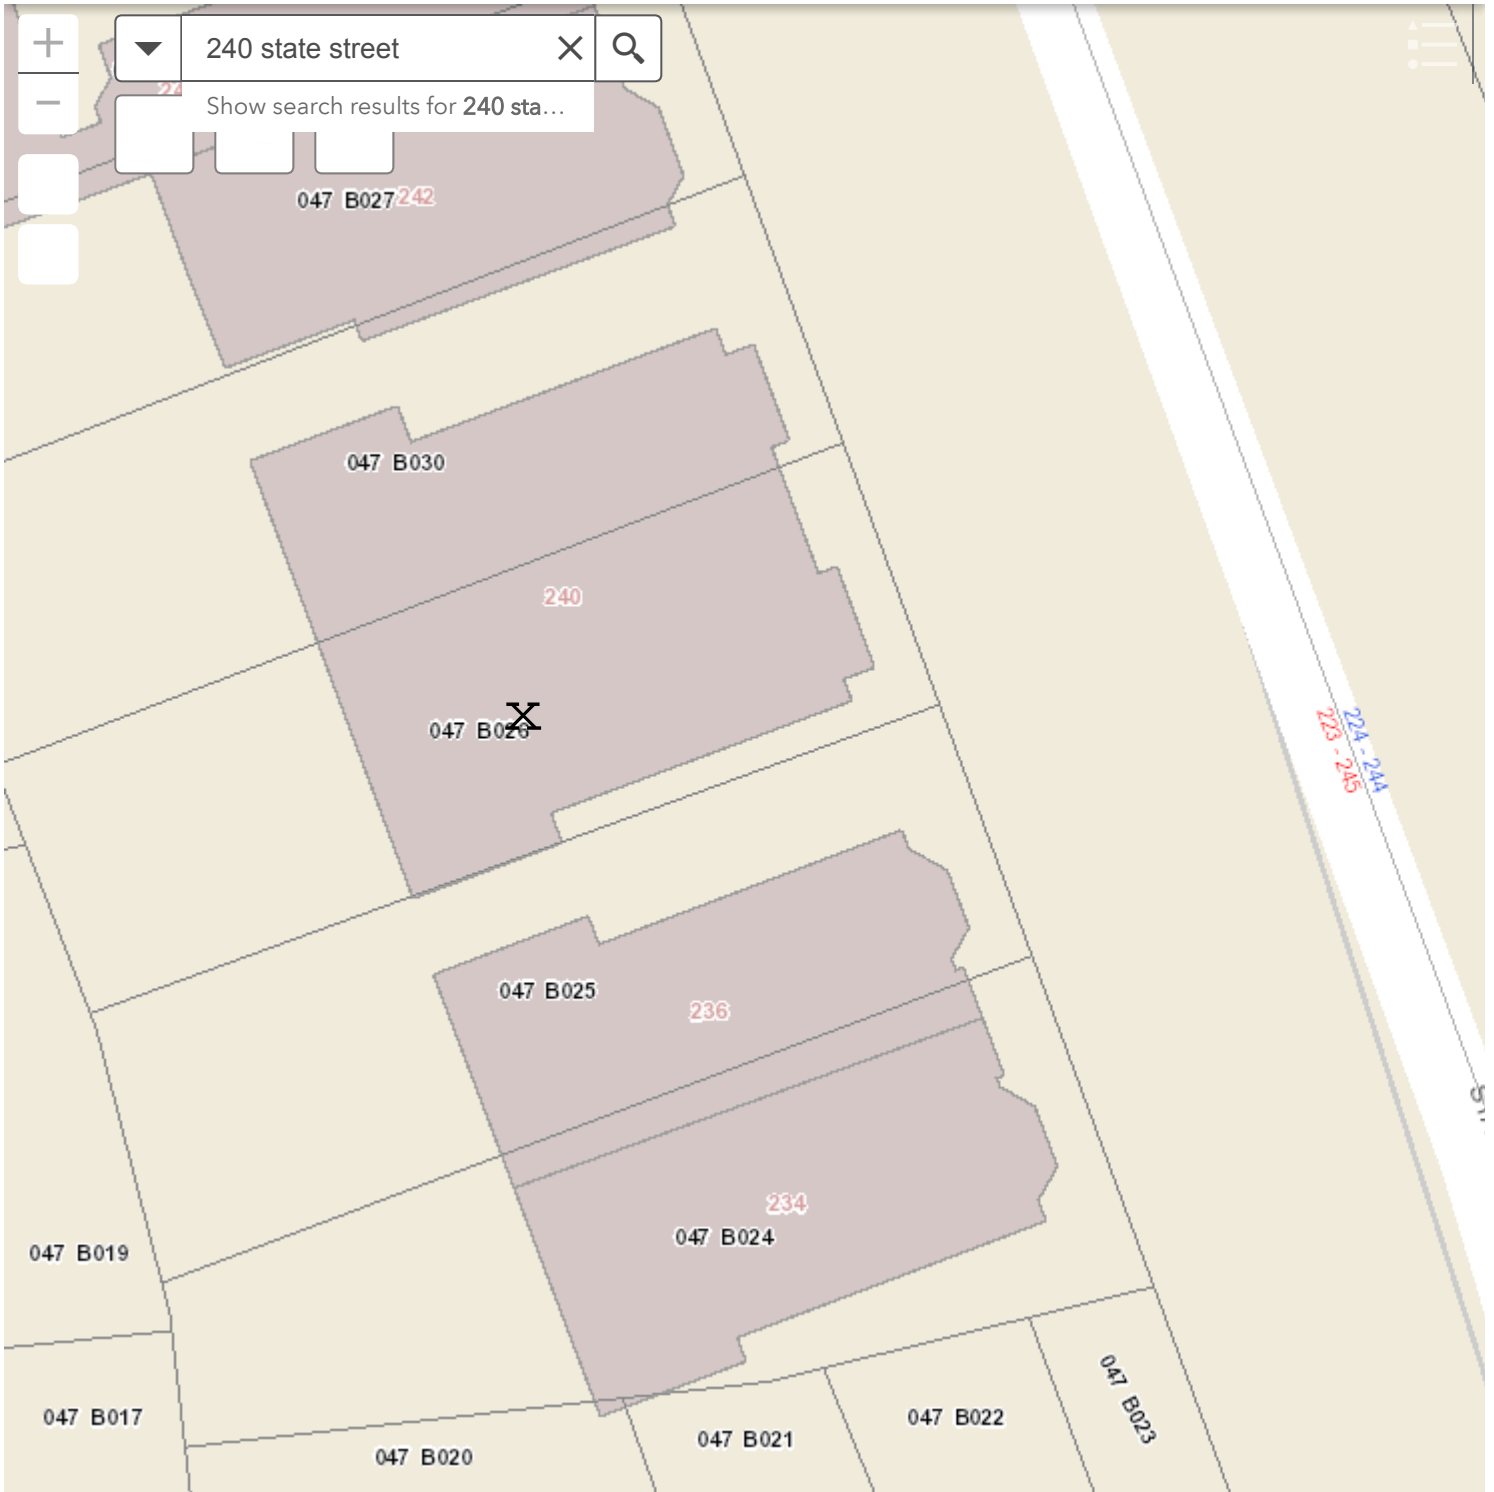 240 state street
Show search results for 240 sta…
047 B027
242
047 B030
240
047 B026
047 B025
236
234
047 B024
224 - 244
223 - 245
047 B019
047 B017
047 B020
047 B021
047 B022
047 B023